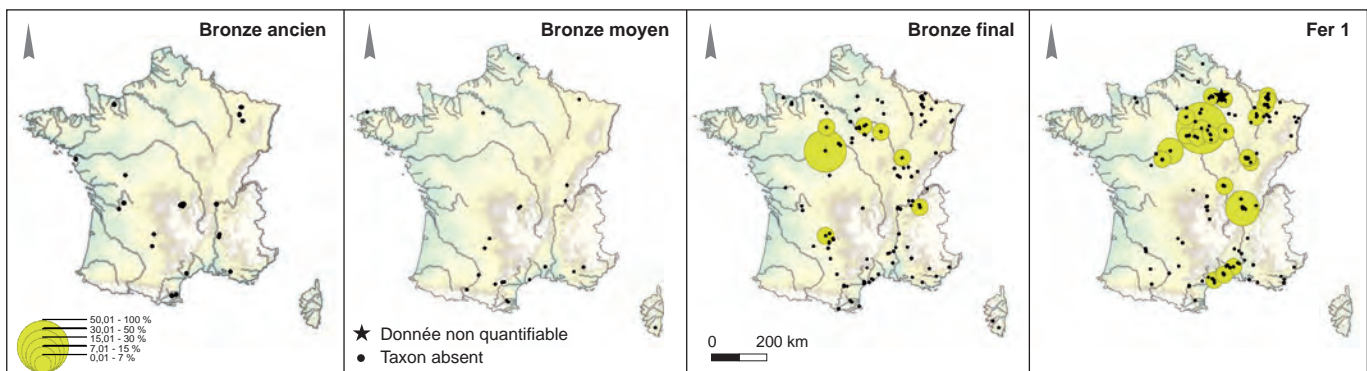 Bronze ancien
Bronze moyen
Bronze final
Fer 1
50,01 - 100 %
30,01 - 50 %
15,01 - 30 %
7,01 - 15 %
0,01 - 7 %
★ Donnée non quantifiable
• Taxon absent
0 200 km